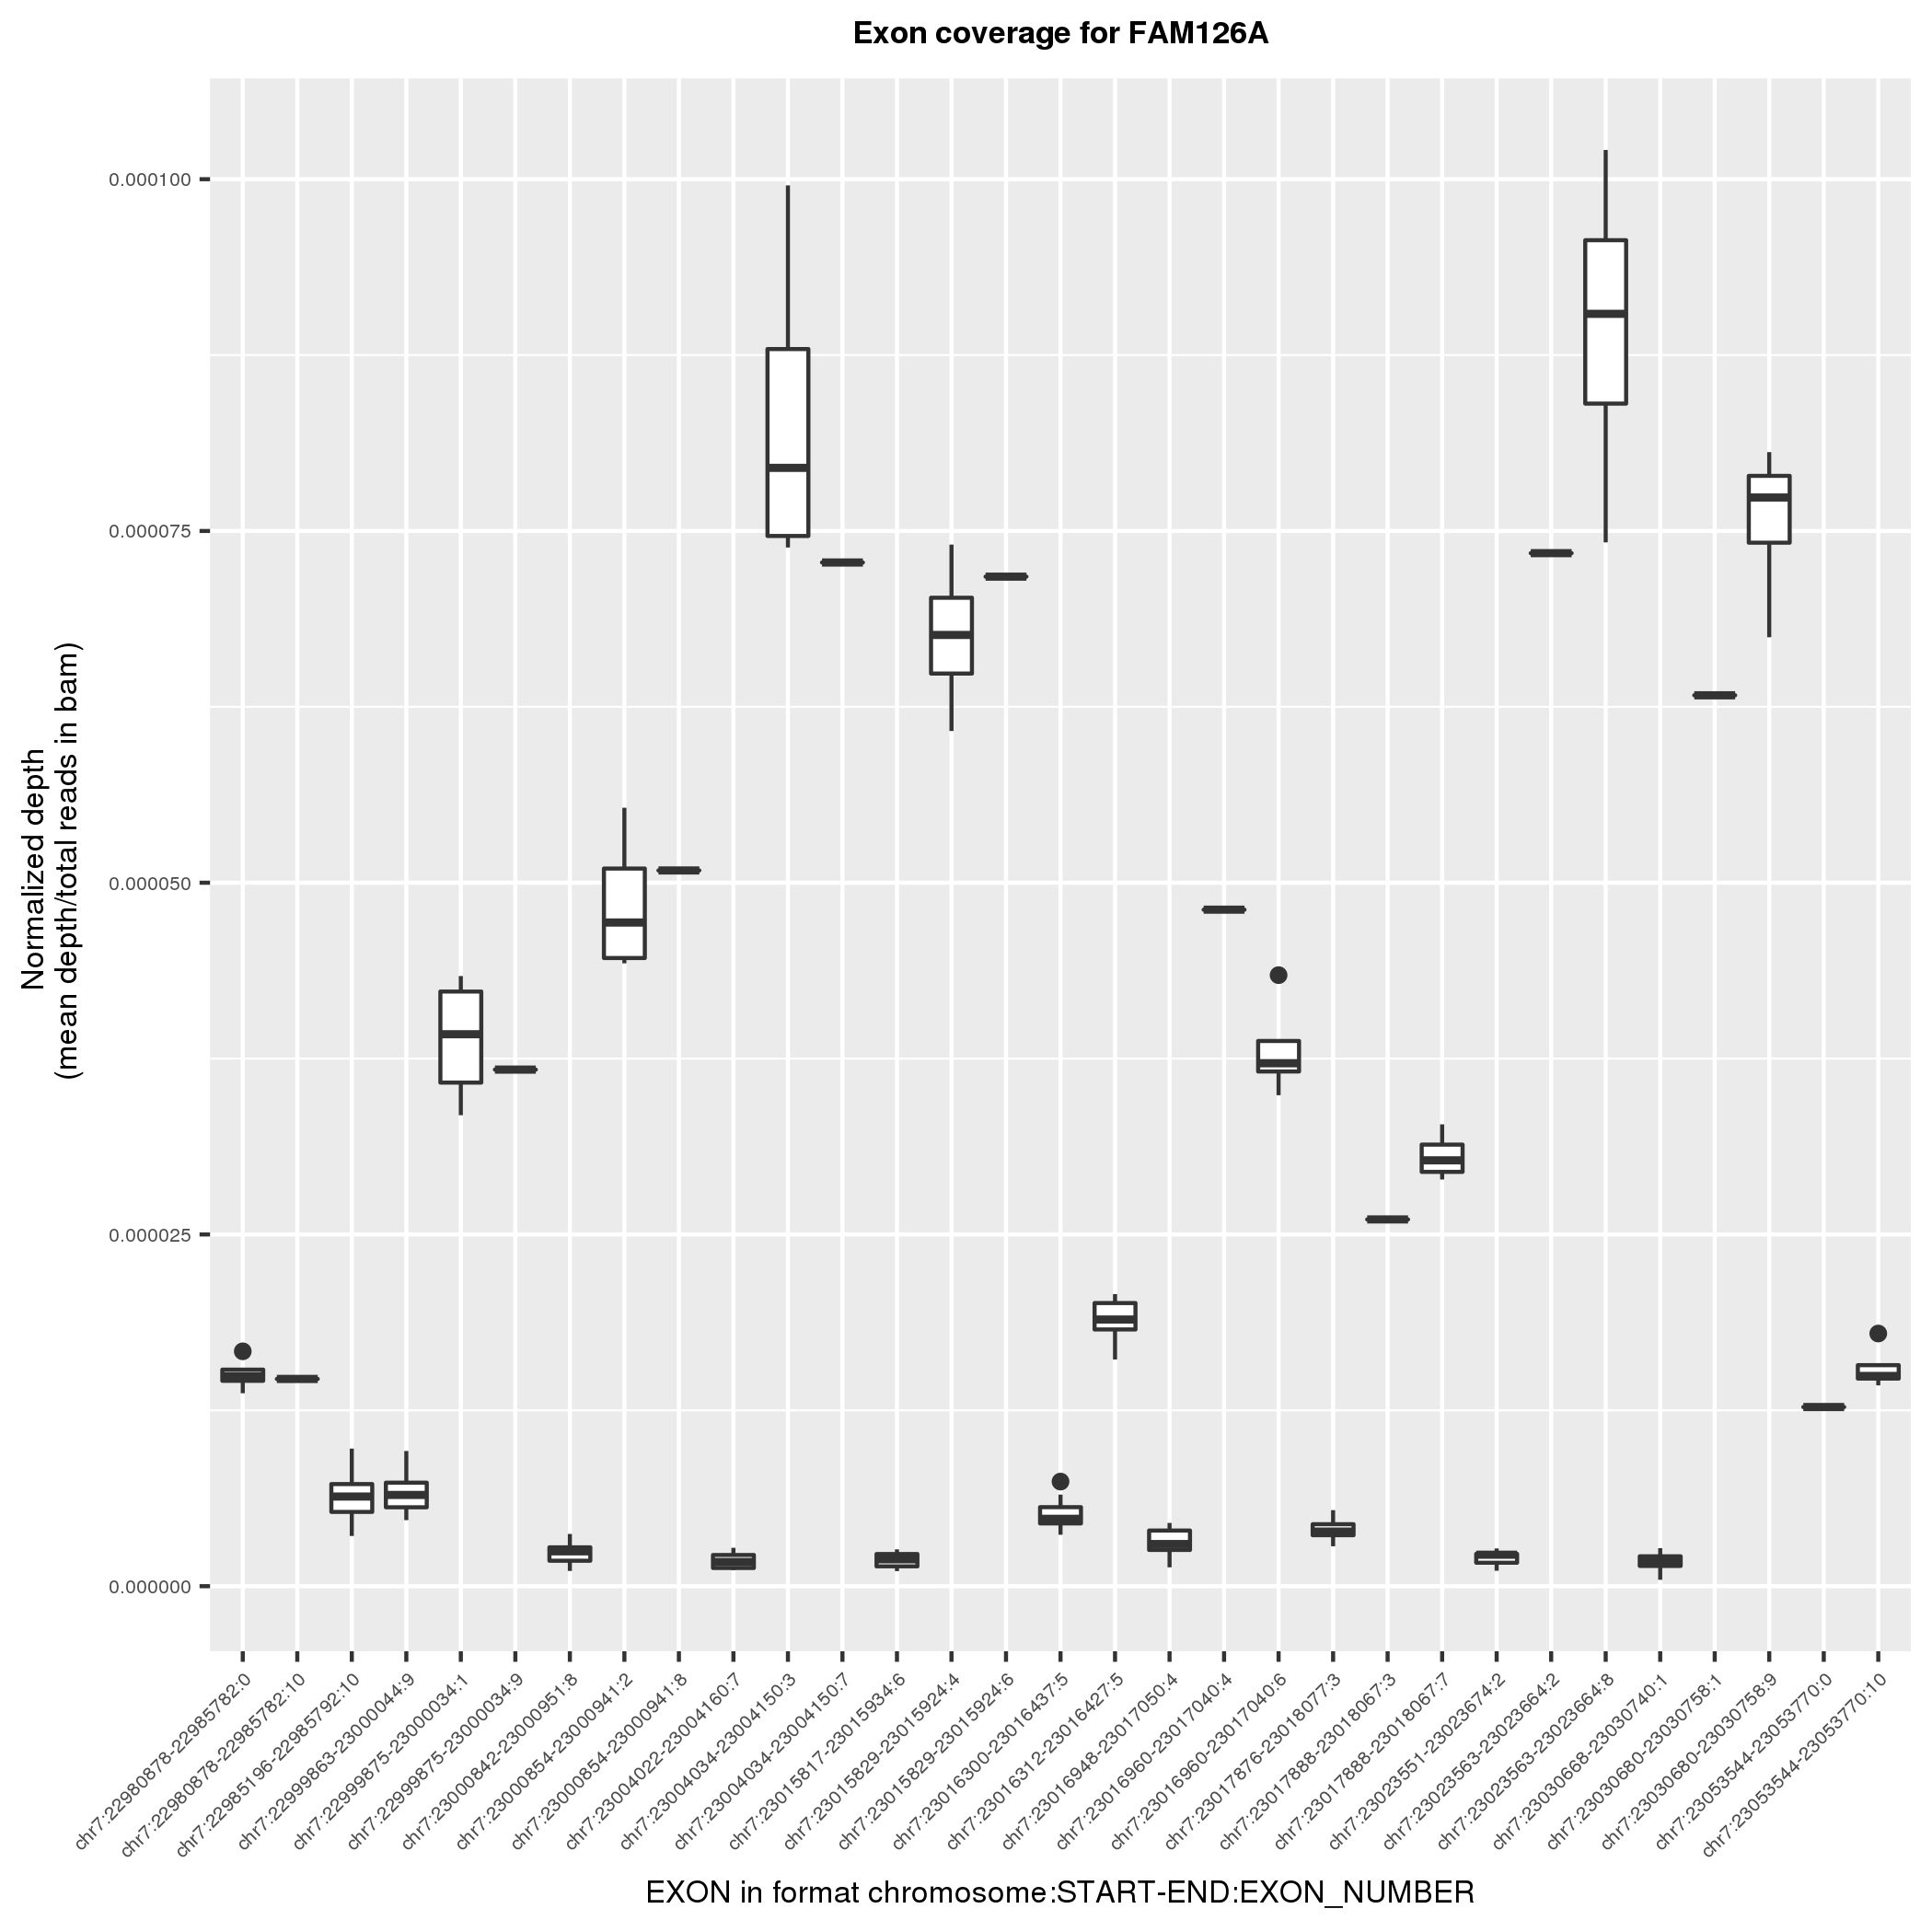 Exon coverage for FAM126A
Normalized depth
(mean depth/total reads in bam)
0.000100
0.000075
0.000050
0.000025
0.000000
chr7:22980878-22985782:0
chr7:22980878-22985782:10
chr7:22985196-22985792:10
chr7:22999863-23000044:9
chr7:22999875-23000034:1
chr7:22999875-23000034:9
chr7:23000842-23000951:8
chr7:23000854-23000941:2
chr7:23000854-23000941:8
chr7:23004022-23004160:7
chr7:23004034-23004150:3
chr7:23004034-23004150:7
chr7:23015817-23015934:6
chr7:23015829-23015924:4
chr7:23015829-23015924:6
chr7:23016300-23016437:5
chr7:23016312-23016427:5
chr7:23016948-23017050:4
chr7:23016960-23017040:4
chr7:23016960-23017040:6
chr7:23017876-23018077:3
chr7:23017888-23018067:3
chr7:23017888-23018067:7
chr7:23023551-23023674:2
chr7:23023563-23023664:2
chr7:23023563-23023664:8
chr7:23030668-23030740:1
chr7:23030680-23030758:1
chr7:23030680-23030758:9
chr7:23053544-23053770:0
chr7:23053544-23053770:10
EXON in format chromosome:START-END:EXON_NUMBER